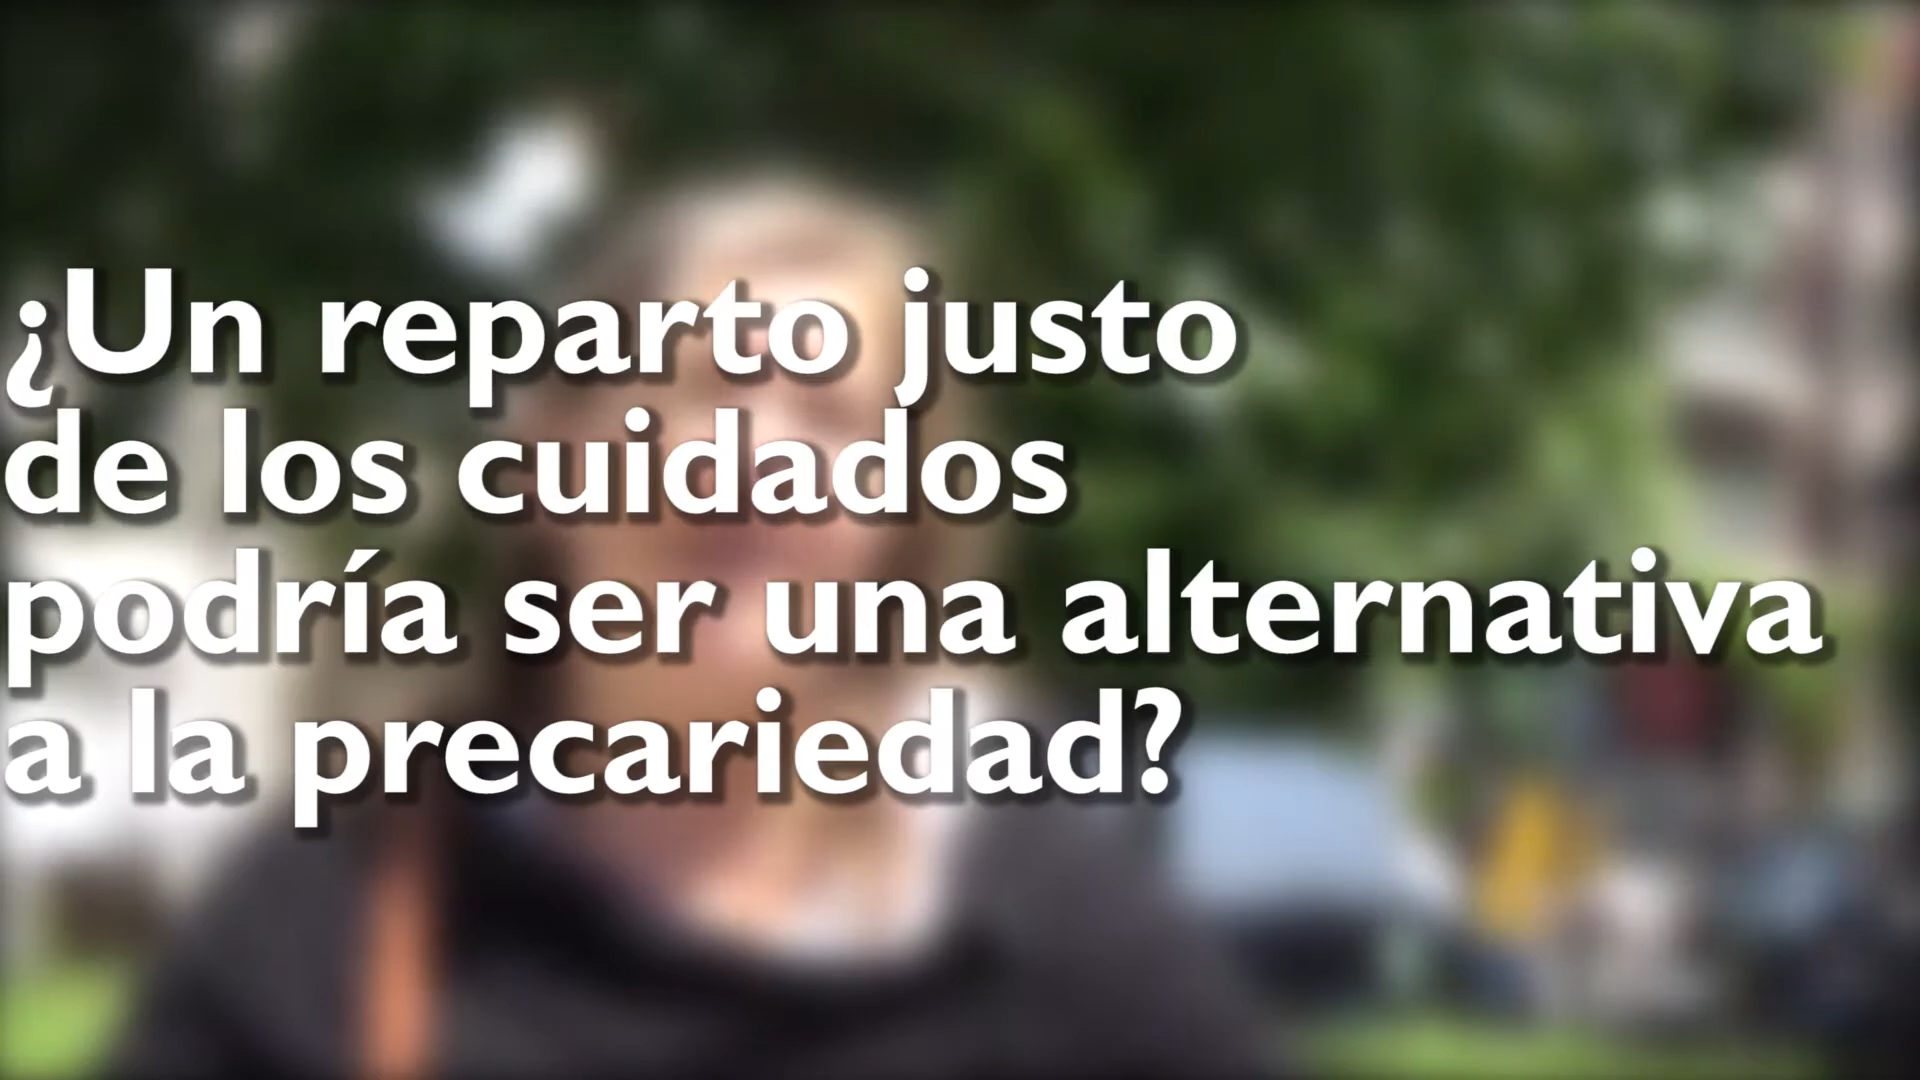 ¿Un reparto justo
de los cuidados
podría ser una alternativa
a la precariedad?